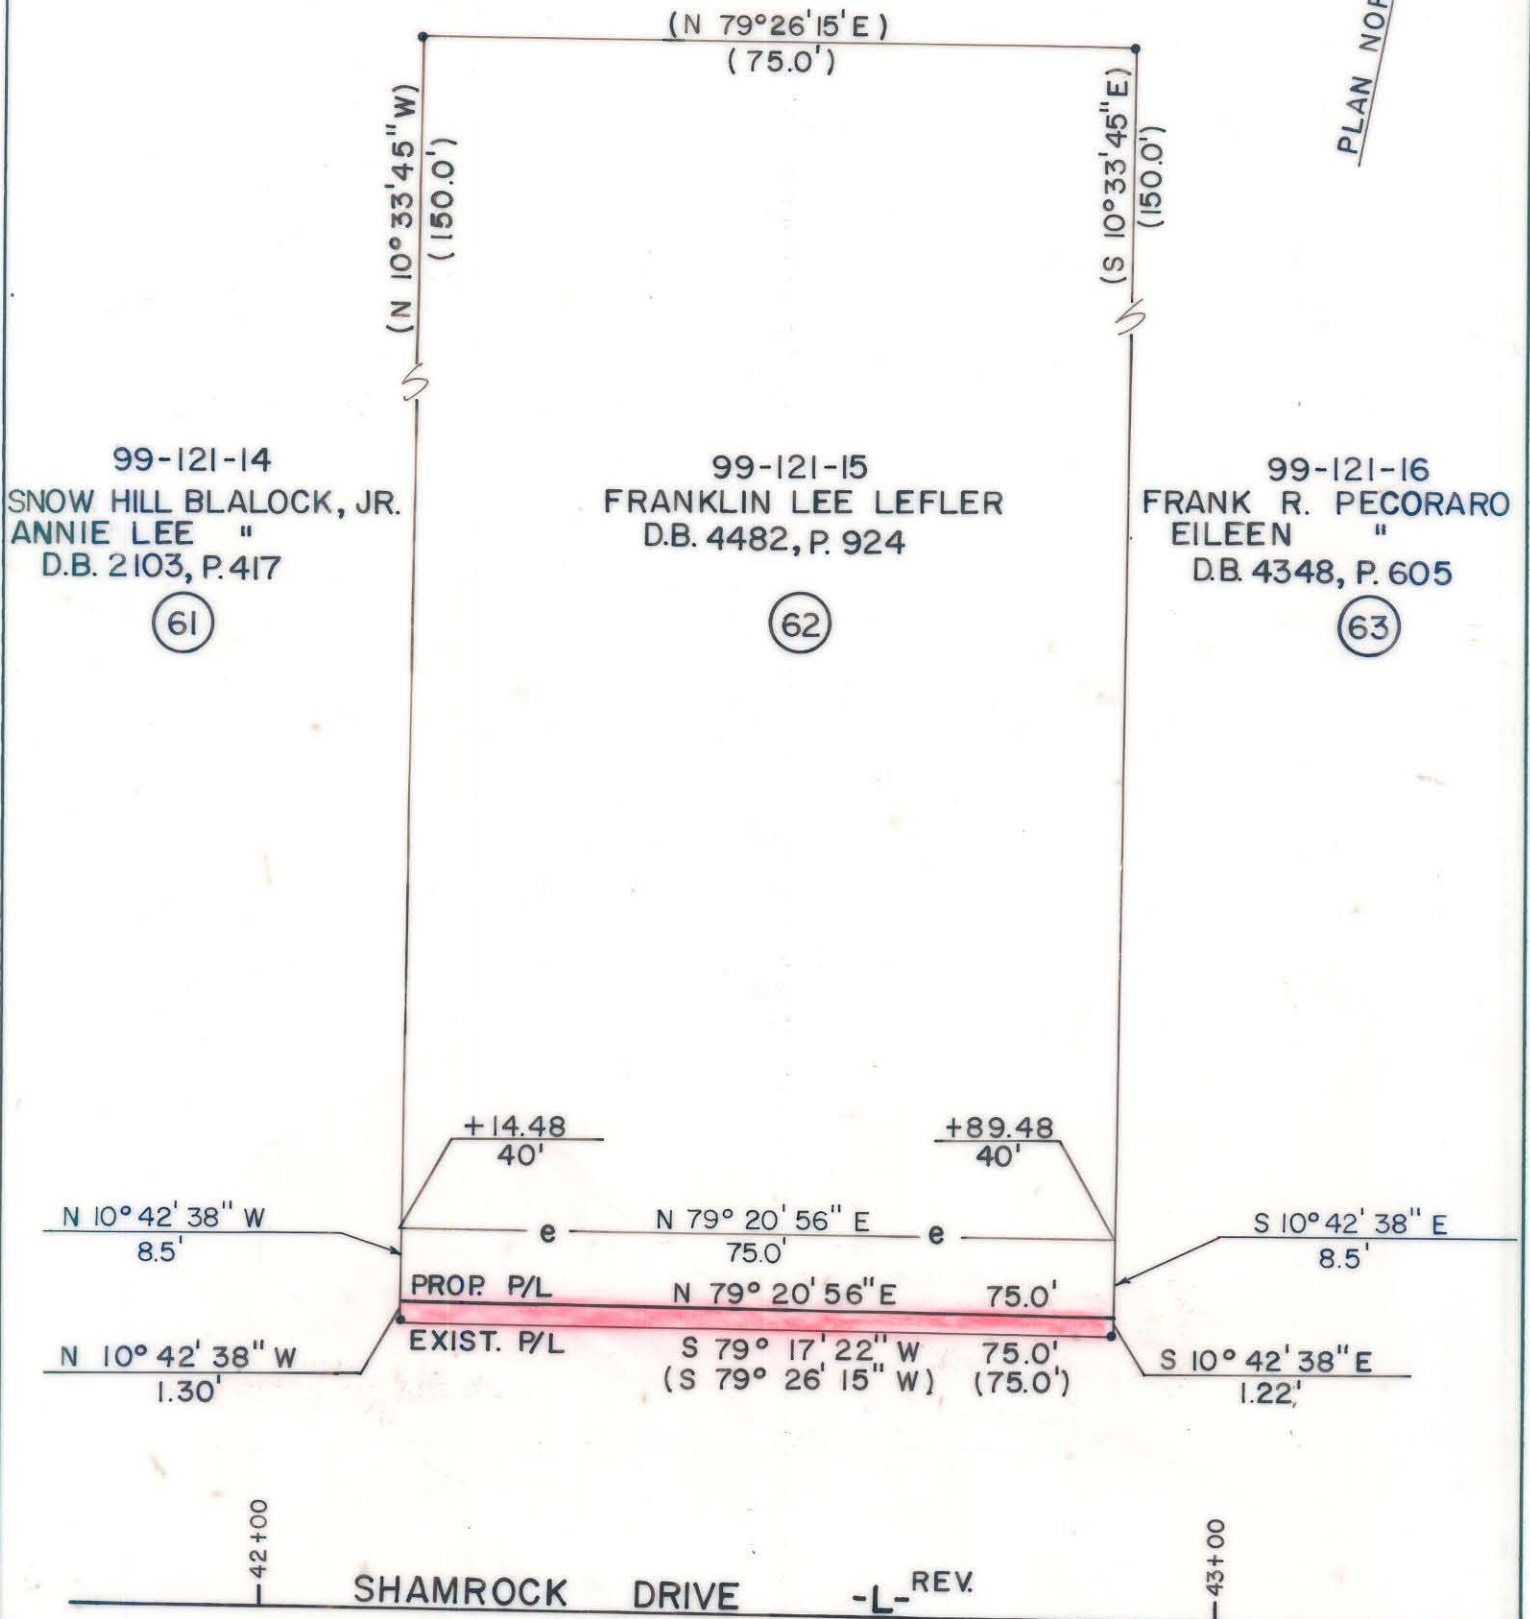 (N 79°26'15'E)
(75.0')
PLAN NOR
(N 10°33'45"W)
(150.0')
(S 10°33'45"E)
(150.0')
99-121-14
SNOW HILL BLALOCK, JR.
ANNIE LEE "
D.B. 2103, P. 417
61
99-121-15
FRANKLIN LEE LEFLER
D.B. 4482, P. 924
62
99-121-16
FRANK R. PECORARO
EILEEN "
D.B. 4348, P. 605
63
+14.48
40'
+89.48
40'
N 10°42'38" W
8.5'
e N 79° 20' 56" E e
75.0'
S 10°42'38" E
8.5'
PROP. P/L N 79° 20' 56" E 75.0'
EXIST. P/L S 79° 17' 22" W 75.0'
(S 79° 26' 15" W) (75.0')
N 10°42'38" W
1.30'
S 10°42'38" E
1.22'
42+00
43+00
SHAMROCK DRIVE -L- REV.